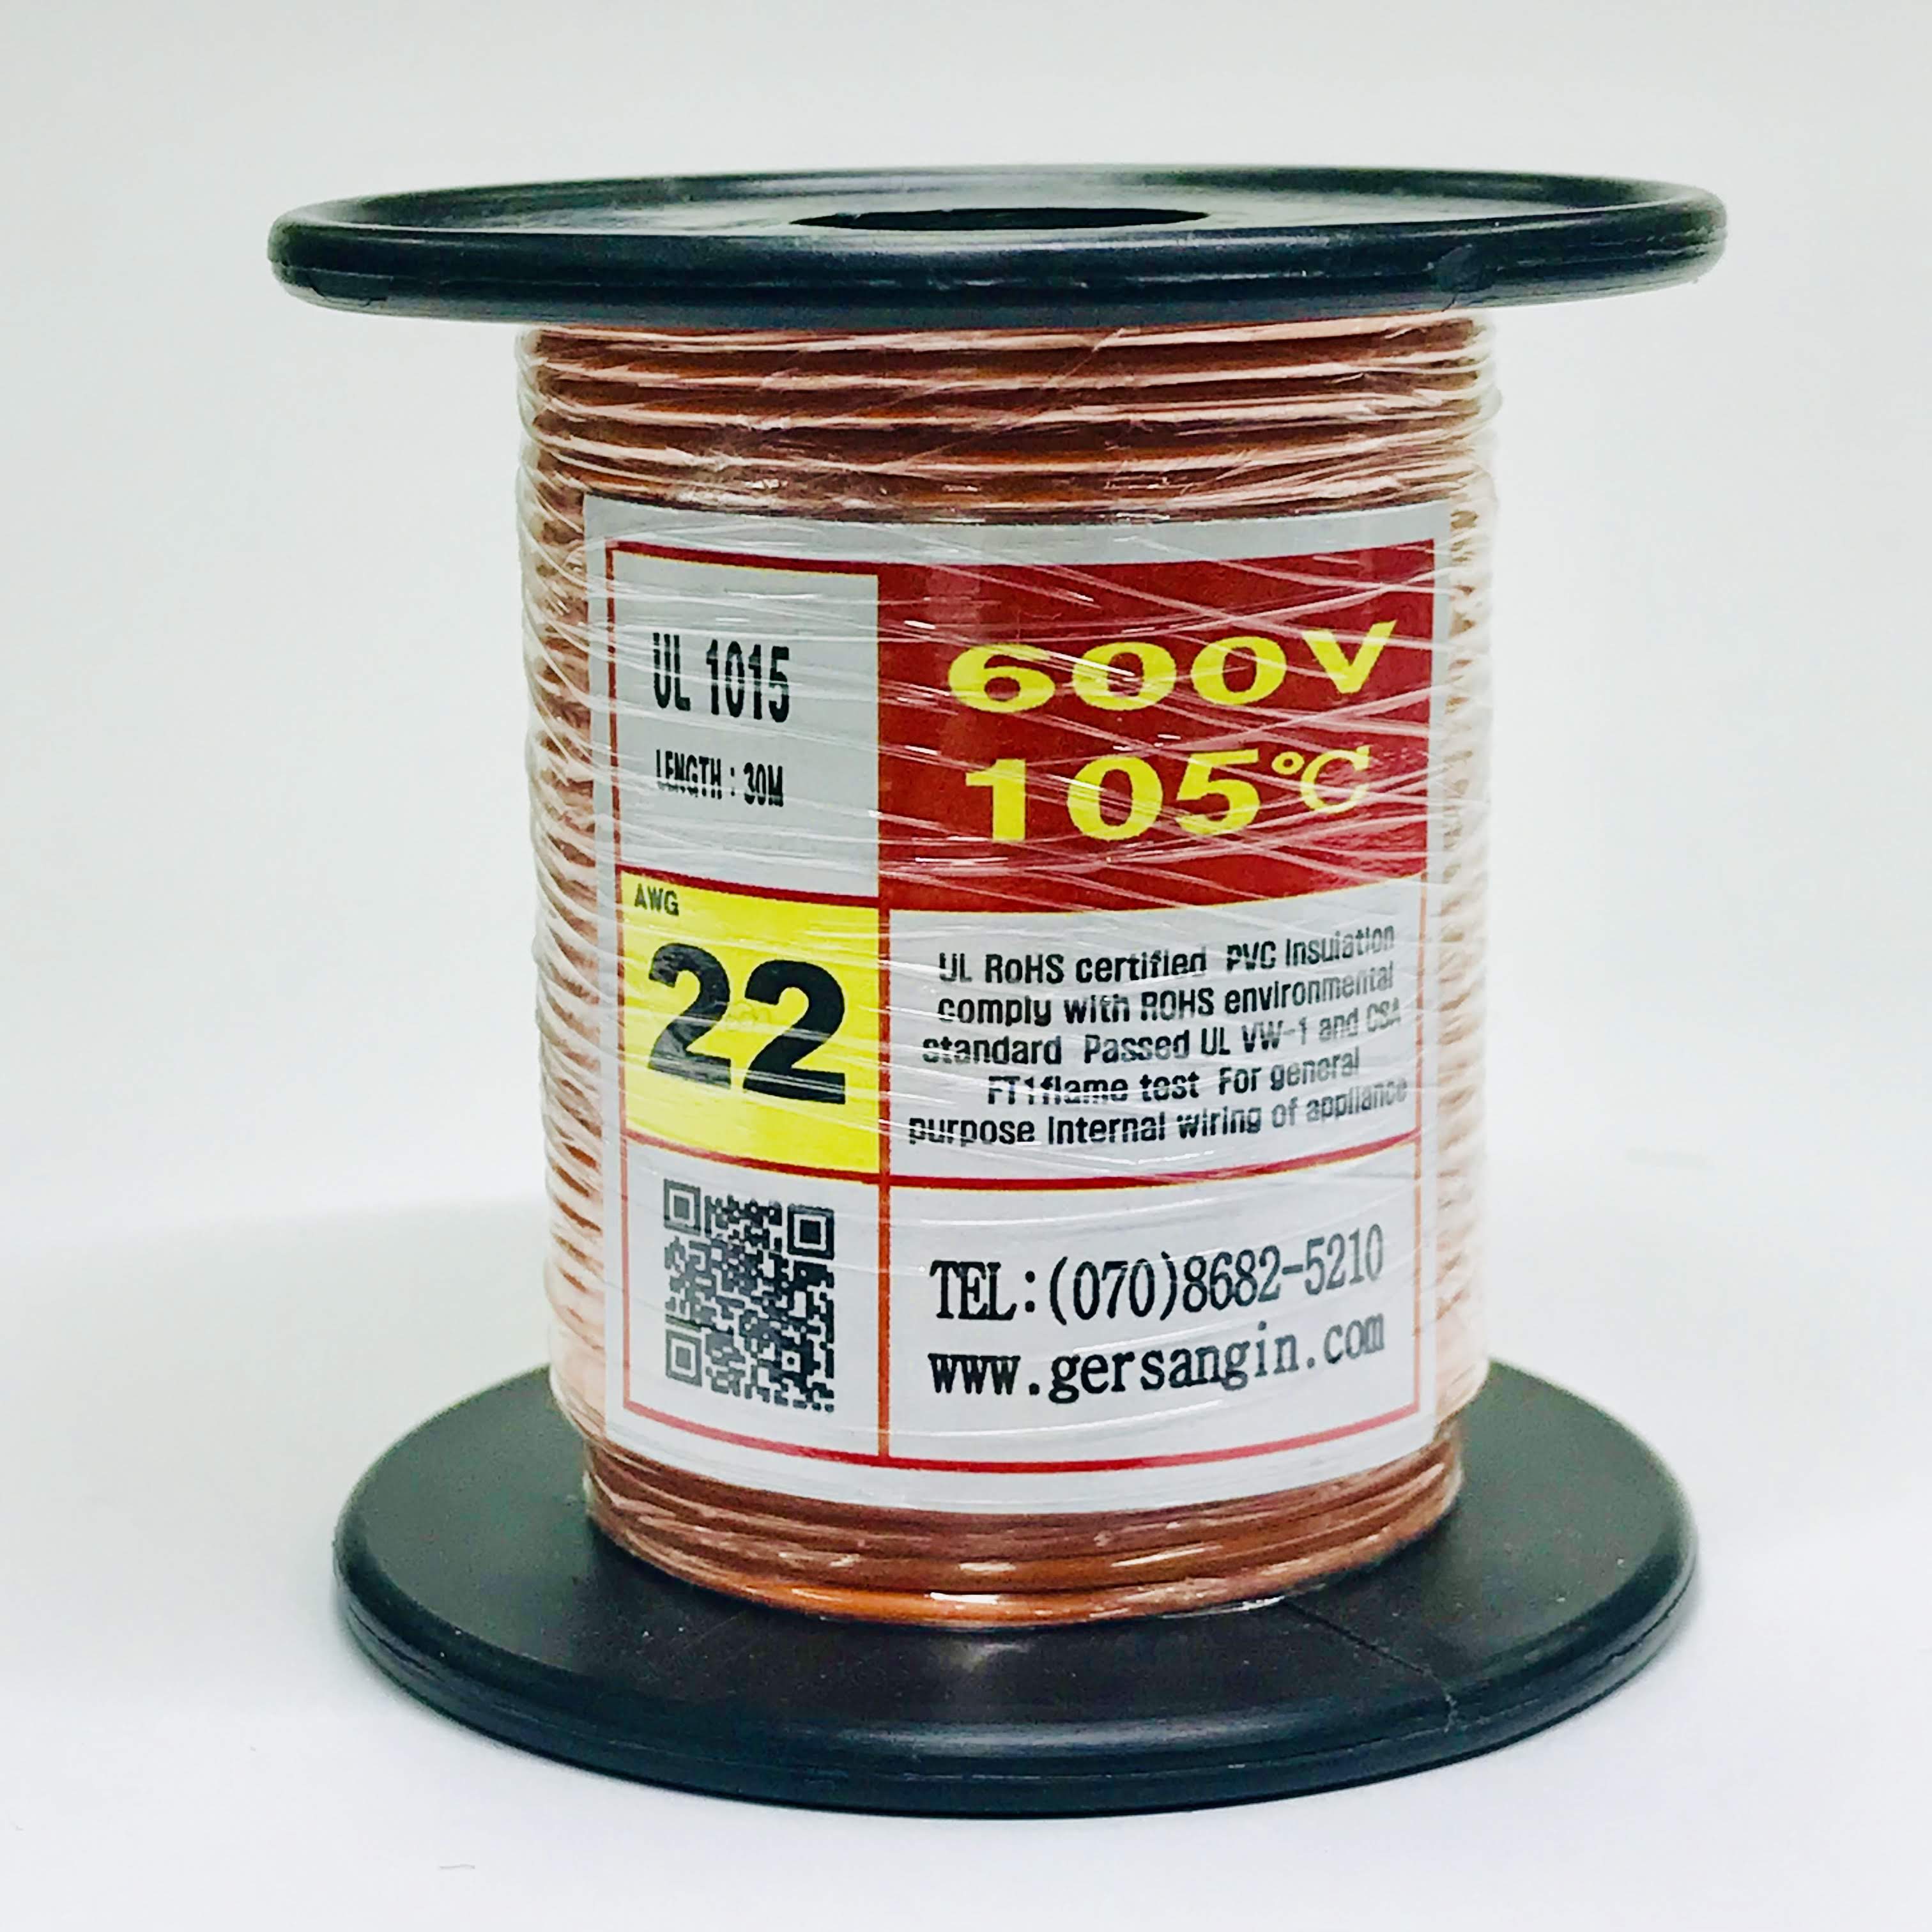 UL 1015
LENGTH : 30M
600V
105℃
AWG
22
UL RoHS certified PVC Insulation
comply with ROHS environmental
standard Passed UL VW-1 and CSA
FT1flame test For general
purpose Internal wiring of appliance
TEL:(070)8682-5210
www.gersangin.com